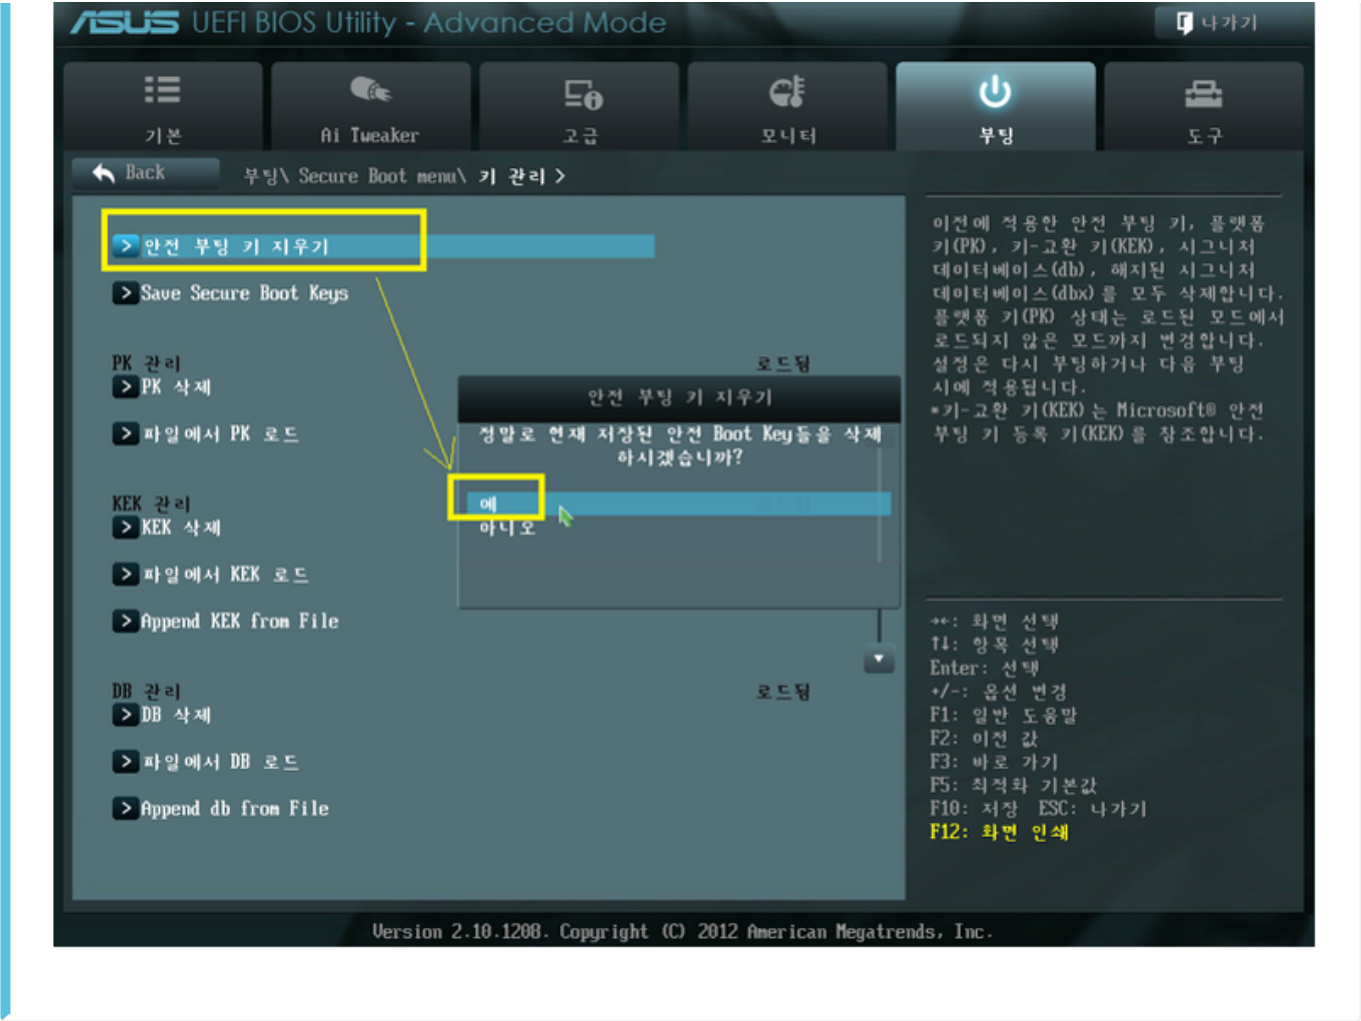 ASUS UEFI BIOS Utility - Advanced Mode
나가기
기본
Ai Tweaker
고급
모니터
부팅
도구
Back
부팅\ Secure Boot menu\ 키 관리 >
> 안전 부팅 키 지우기
> Save Secure Boot Keys
PK 관리 로드됨
> PK 삭제
> 파일에서 PK 로드
KEK 관리
> KEK 삭제
> 파일에서 KEK 로드
> Append KEK from File
DB 관리 로드됨
> DB 삭제
> 파일에서 DB 로드
> Append db from File
안전 부팅 키 지우기
정말로 현재 저장된 안전 Boot Key들을 삭제
하시겠습니까?
예
아니오
이전에 적용한 안전 부팅 키, 플랫폼
키(PK), 키-교환 키(KEK), 시그니처
데이터베이스(db), 해지된 시그니처
데이터베이스(dbx)를 모두 삭제합니다.
플랫폼 키(PK) 상태는 로드된 모드에서
로드되지 않은 모드까지 변경합니다.
설정은 다시 부팅하거나 다음 부팅
시에 적용됩니다.
*키-교환 키(KEK)는 Microsoft® 안전
부팅 키 등록 키(KEK)를 참조합니다.
→←: 화면 선택
↑↓: 항목 선택
Enter: 선택
+/-: 옵션 변경
F1: 일반 도움말
F2: 이전 값
F3: 바로 가기
F5: 최적화 기본값
F10: 저장 ESC: 나가기
F12: 화면 인쇄
Version 2.10.1208. Copyright (C) 2012 American Megatrends, Inc.